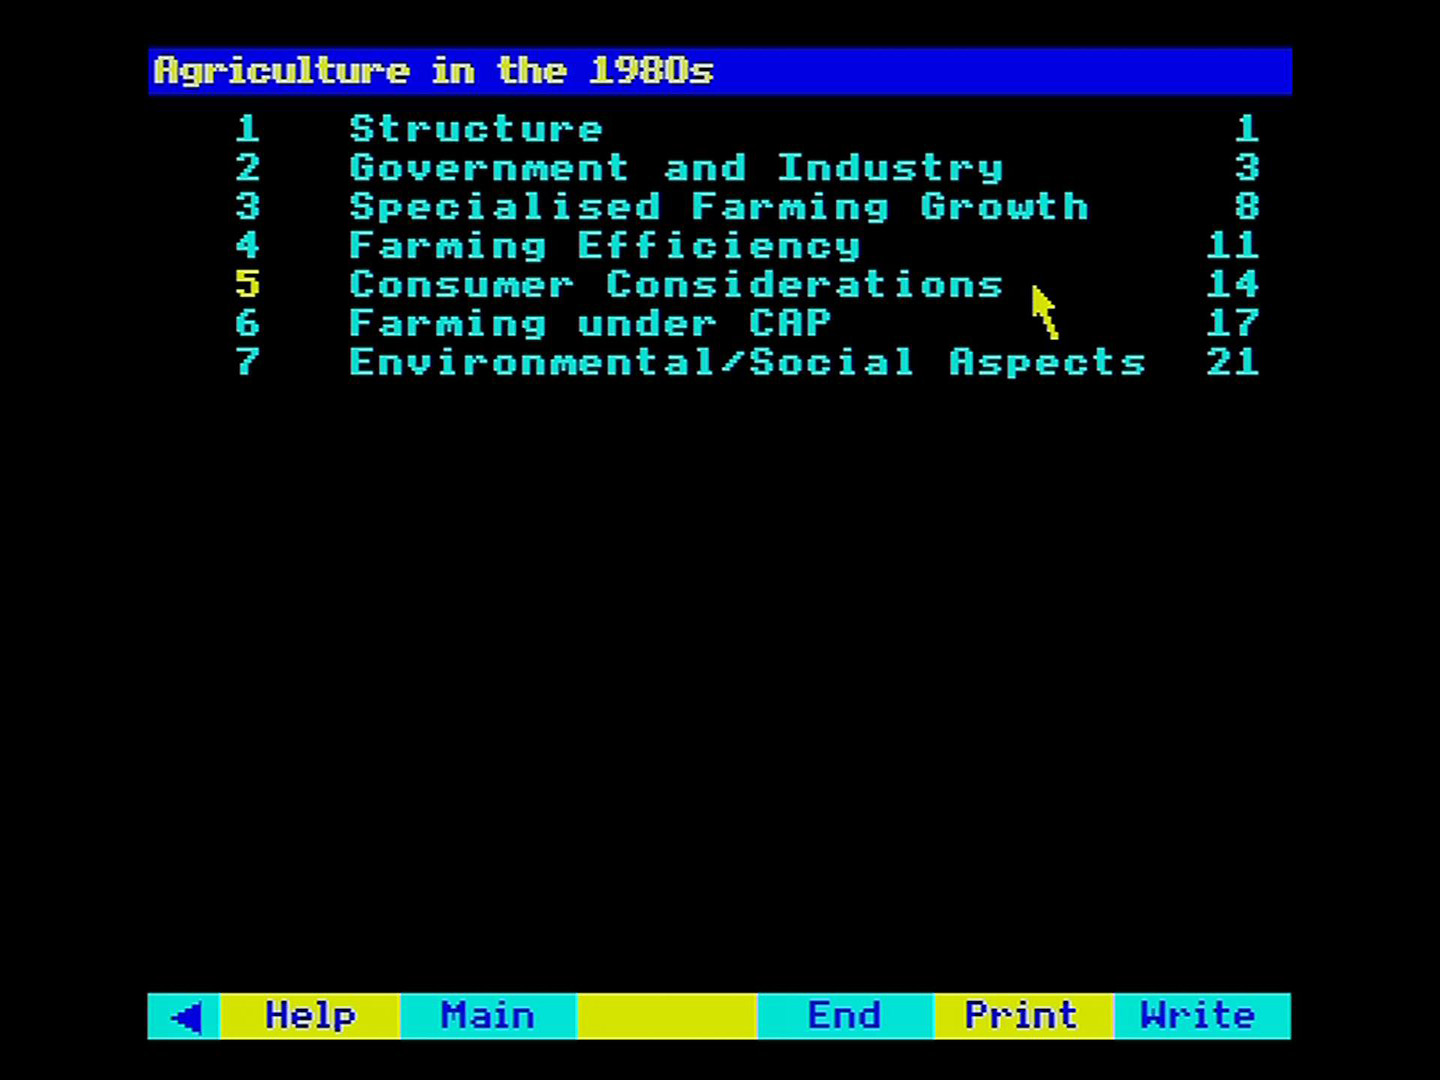 Agriculture in the 1980s
1 Structure 1
2 Government and Industry 3
3 Specialised Farming Growth 8
4 Farming Efficiency 11
5 Consumer Considerations 14
6 Farming under CAP 17
7 Environmental/Social Aspects 21
Help Main End Print Write